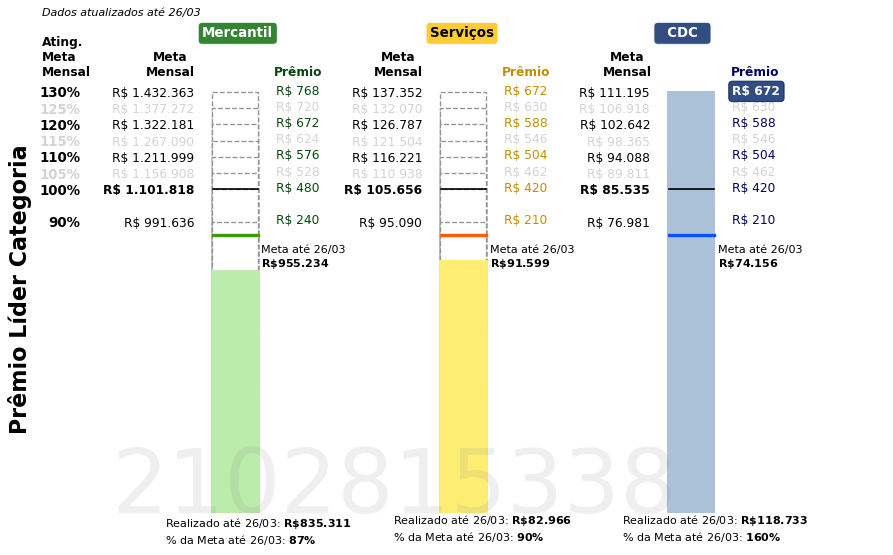 Dados atualizados até 26/03
Mercantil Serviços CDC
Ating. Meta Mensal
Meta Mensal Prêmio Meta Mensal Prêmio Meta Mensal Prêmio
130% R$ 1.432.363 R$ 768 R$ 137.352 R$ 672 R$ 111.195 R$ 672
125% R$ 1.377.272 R$ 720 R$ 132.070 R$ 630 R$ 106.918 R$ 630
120% R$ 1.322.181 R$ 672 R$ 126.787 R$ 588 R$ 102.642 R$ 588
115% R$ 1.267.090 R$ 624 R$ 121.504 R$ 546 R$ 98.365 R$ 546
110% R$ 1.211.999 R$ 576 R$ 116.221 R$ 504 R$ 94.088 R$ 504
105% R$ 1.156.908 R$ 528 R$ 110.938 R$ 462 R$ 89.811 R$ 462
100% R$ 1.101.818 R$ 480 R$ 105.656 R$ 420 R$ 85.535 R$ 420
90% R$ 991.636 R$ 240 R$ 95.090 R$ 210 R$ 76.981 R$ 210
Meta até 26/03 Meta até 26/03 Meta até 26/03
R$955.234 R$91.599 R$74.156
Prêmio Líder Categoria
2102815338
Realizado até 26/03: R$835.311 Realizado até 26/03: R$82.966 Realizado até 26/03: R$118.733
% da Meta até 26/03: 87% % da Meta até 26/03: 90% % da Meta até 26/03: 160%